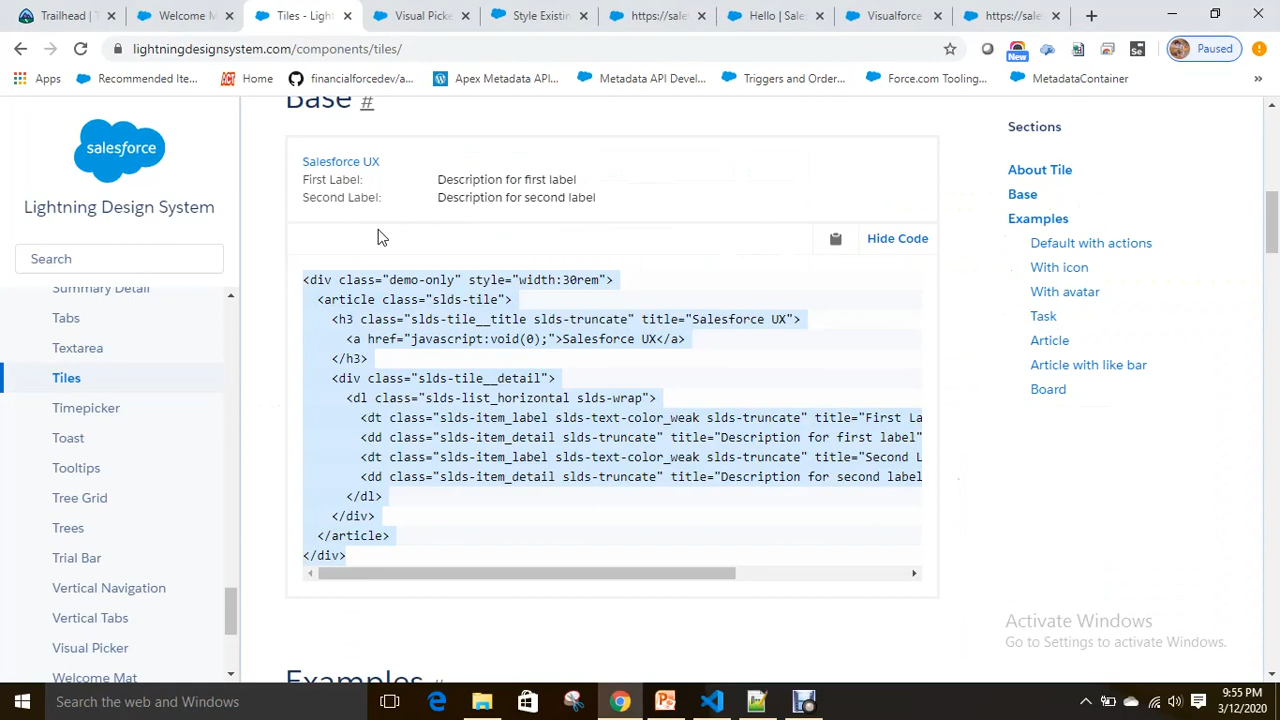 Trailhead | T
Welcome M
Tiles - Ligh
Visual Picke
Style Existin
https://sale
Hello | Sale
Visualforce
https://sale
lightningdesignsystem.com/components/tiles/
New
Se
Paused
Apps
Recommended Ite...
ACT
Home
financialforcedev/a...
Apex Metadata API...
Metadata API Devel...
Triggers and Order...
Force.com Tooling...
MetadataContainer
»
salesforce
Lightning Design System
Search
Summary Detail
Tabs
Textarea
Tiles
Timepicker
Toast
Tooltips
Tree Grid
Trees
Trial Bar
Vertical Navigation
Vertical Tabs
Visual Picker
Welcome Mat
Base #
Salesforce UX
First Label: Description for first label
Second Label: Description for second label
Hide Code
<div class="demo-only" style="width:30rem">
<article class="slds-tile">
<h3 class="slds-tile__title slds-truncate" title="Salesforce UX">
<a href="javascript:void(0);">Salesforce UX</a>
</h3>
<div class="slds-tile__detail">
<dl class="slds-list_horizontal slds-wrap">
<dt class="slds-item_label slds-text-color_weak slds-truncate" title="First La
<dd class="slds-item_detail slds-truncate" title="Description for first label"
<dt class="slds-item_label slds-text-color_weak slds-truncate" title="Second L
<dd class="slds-item_detail slds-truncate" title="Description for second label
</dl>
</div>
</article>
</div>
Examples #
Sections
About Tile
Base
Examples
Default with actions
With icon
With avatar
Task
Article
Article with like bar
Board
Activate Windows
Go to Settings to activate Windows.
Search the web and Windows
9:55 PM
3/12/2020